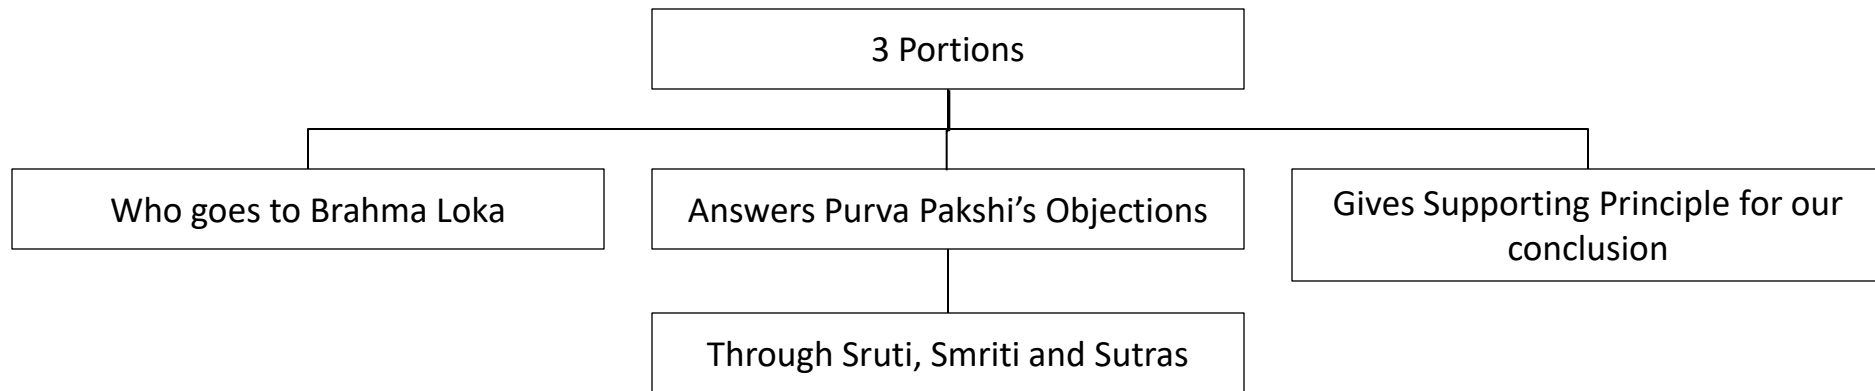 3 Portions
Who goes to Brahma Loka
Answers Purva Pakshi’s Objections
Gives Supporting Principle for our
conclusion
Through Sruti, Smriti and Sutras